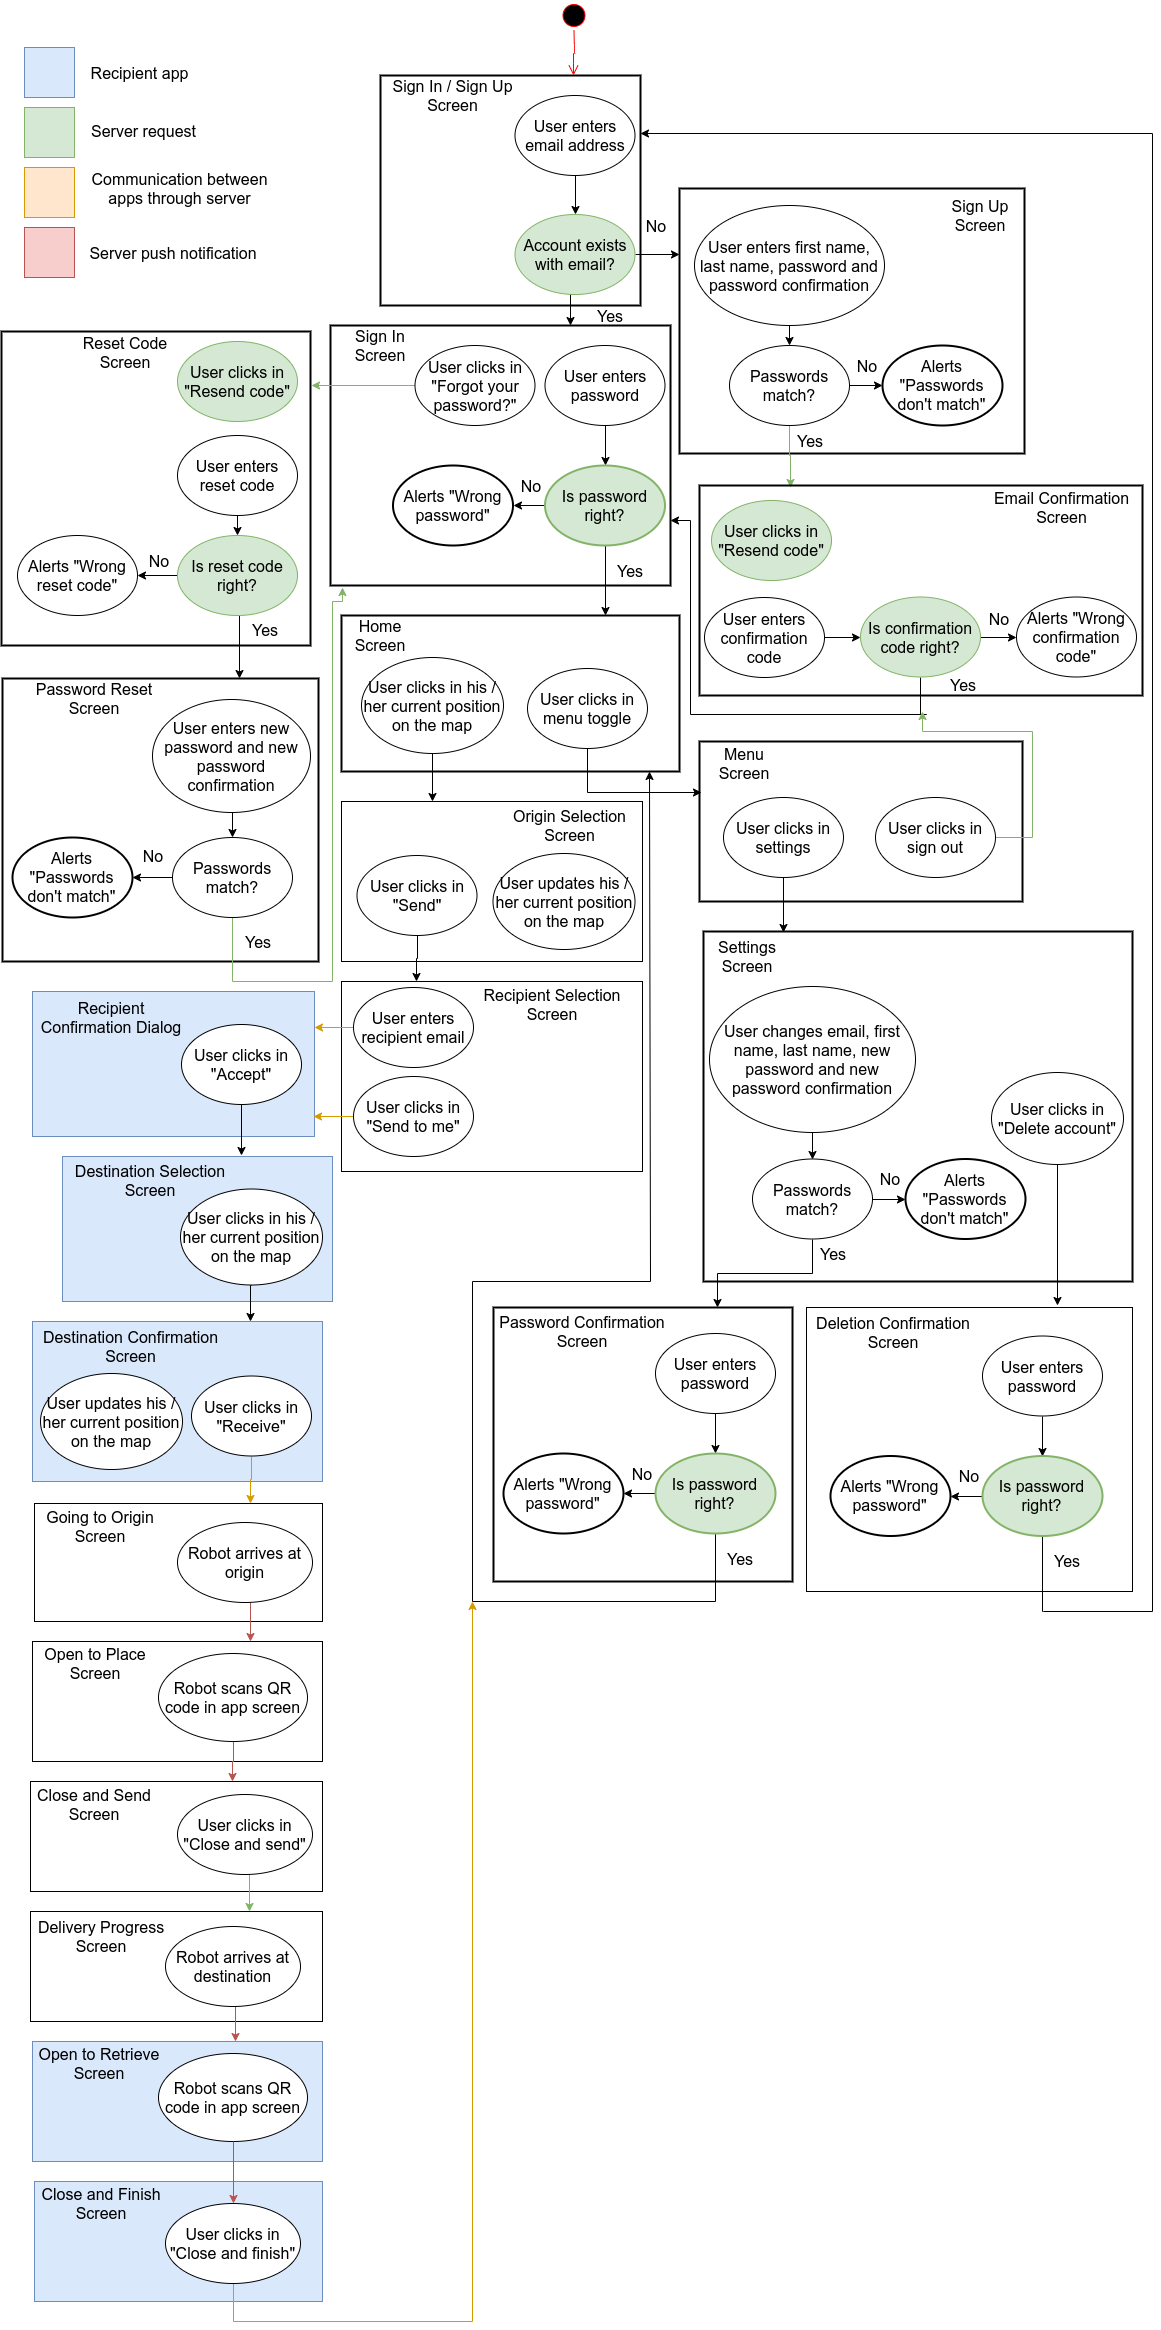 Recipient app
Server request
Communication between
apps through server
Server push notification
Sign In / Sign Up
Screen
User enters
email address
Account exists
with email?
No
Yes
Sign Up
Screen
User enters first name,
last name, password and
password confirmation
Passwords
match?
No
Alerts
"Passwords
don't match"
Yes
Sign In
Screen
User clicks in
"Forgot your
password?"
User enters
password
Alerts "Wrong
password"
No
Is password
right?
Yes
Reset Code
Screen
User clicks in
"Resend code"
User enters
reset code
Alerts "Wrong
reset code"
No
Is reset code
right?
Yes
Email Confirmation
Screen
User clicks in
"Resend code"
User enters
confirmation
code
Is confirmation
code right?
No
Alerts "Wrong
confirmation
code"
Yes
Password Reset
Screen
User enters new
password and new
password
confirmation
Alerts
"Passwords
don't match"
No
Passwords
match?
Yes
Home
Screen
User clicks in his /
her current position
on the map
User clicks in
menu toggle
Menu
Screen
User clicks in
settings
User clicks in
sign out
Origin Selection
Screen
User clicks in
"Send"
User updates his /
her current position
on the map
Settings
Screen
User changes email, first
name, last name, new
password and new
password confirmation
User clicks in
"Delete account"
Passwords
match?
No
Alerts
"Passwords
don't match"
Yes
Recipient Selection
Screen
User enters
recipient email
User clicks in
"Send to me"
Recipient
Confirmation Dialog
User clicks in
"Accept"
Destination Selection
Screen
User clicks in his /
her current position
on the map
Destination Confirmation
Screen
User updates his /
her current position
on the map
User clicks in
"Receive"
Password Confirmation
Screen
User enters
password
Alerts "Wrong
password"
No
Is password
right?
Yes
Deletion Confirmation
Screen
User enters
password
Alerts "Wrong
password"
No
Is password
right?
Yes
Going to Origin
Screen
Robot arrives at
origin
Open to Place
Screen
Robot scans QR
code in app screen
Close and Send
Screen
User clicks in
"Close and send"
Delivery Progress
Screen
Robot arrives at
destination
Open to Retrieve
Screen
Robot scans QR
code in app screen
Close and Finish
Screen
User clicks in
"Close and finish"